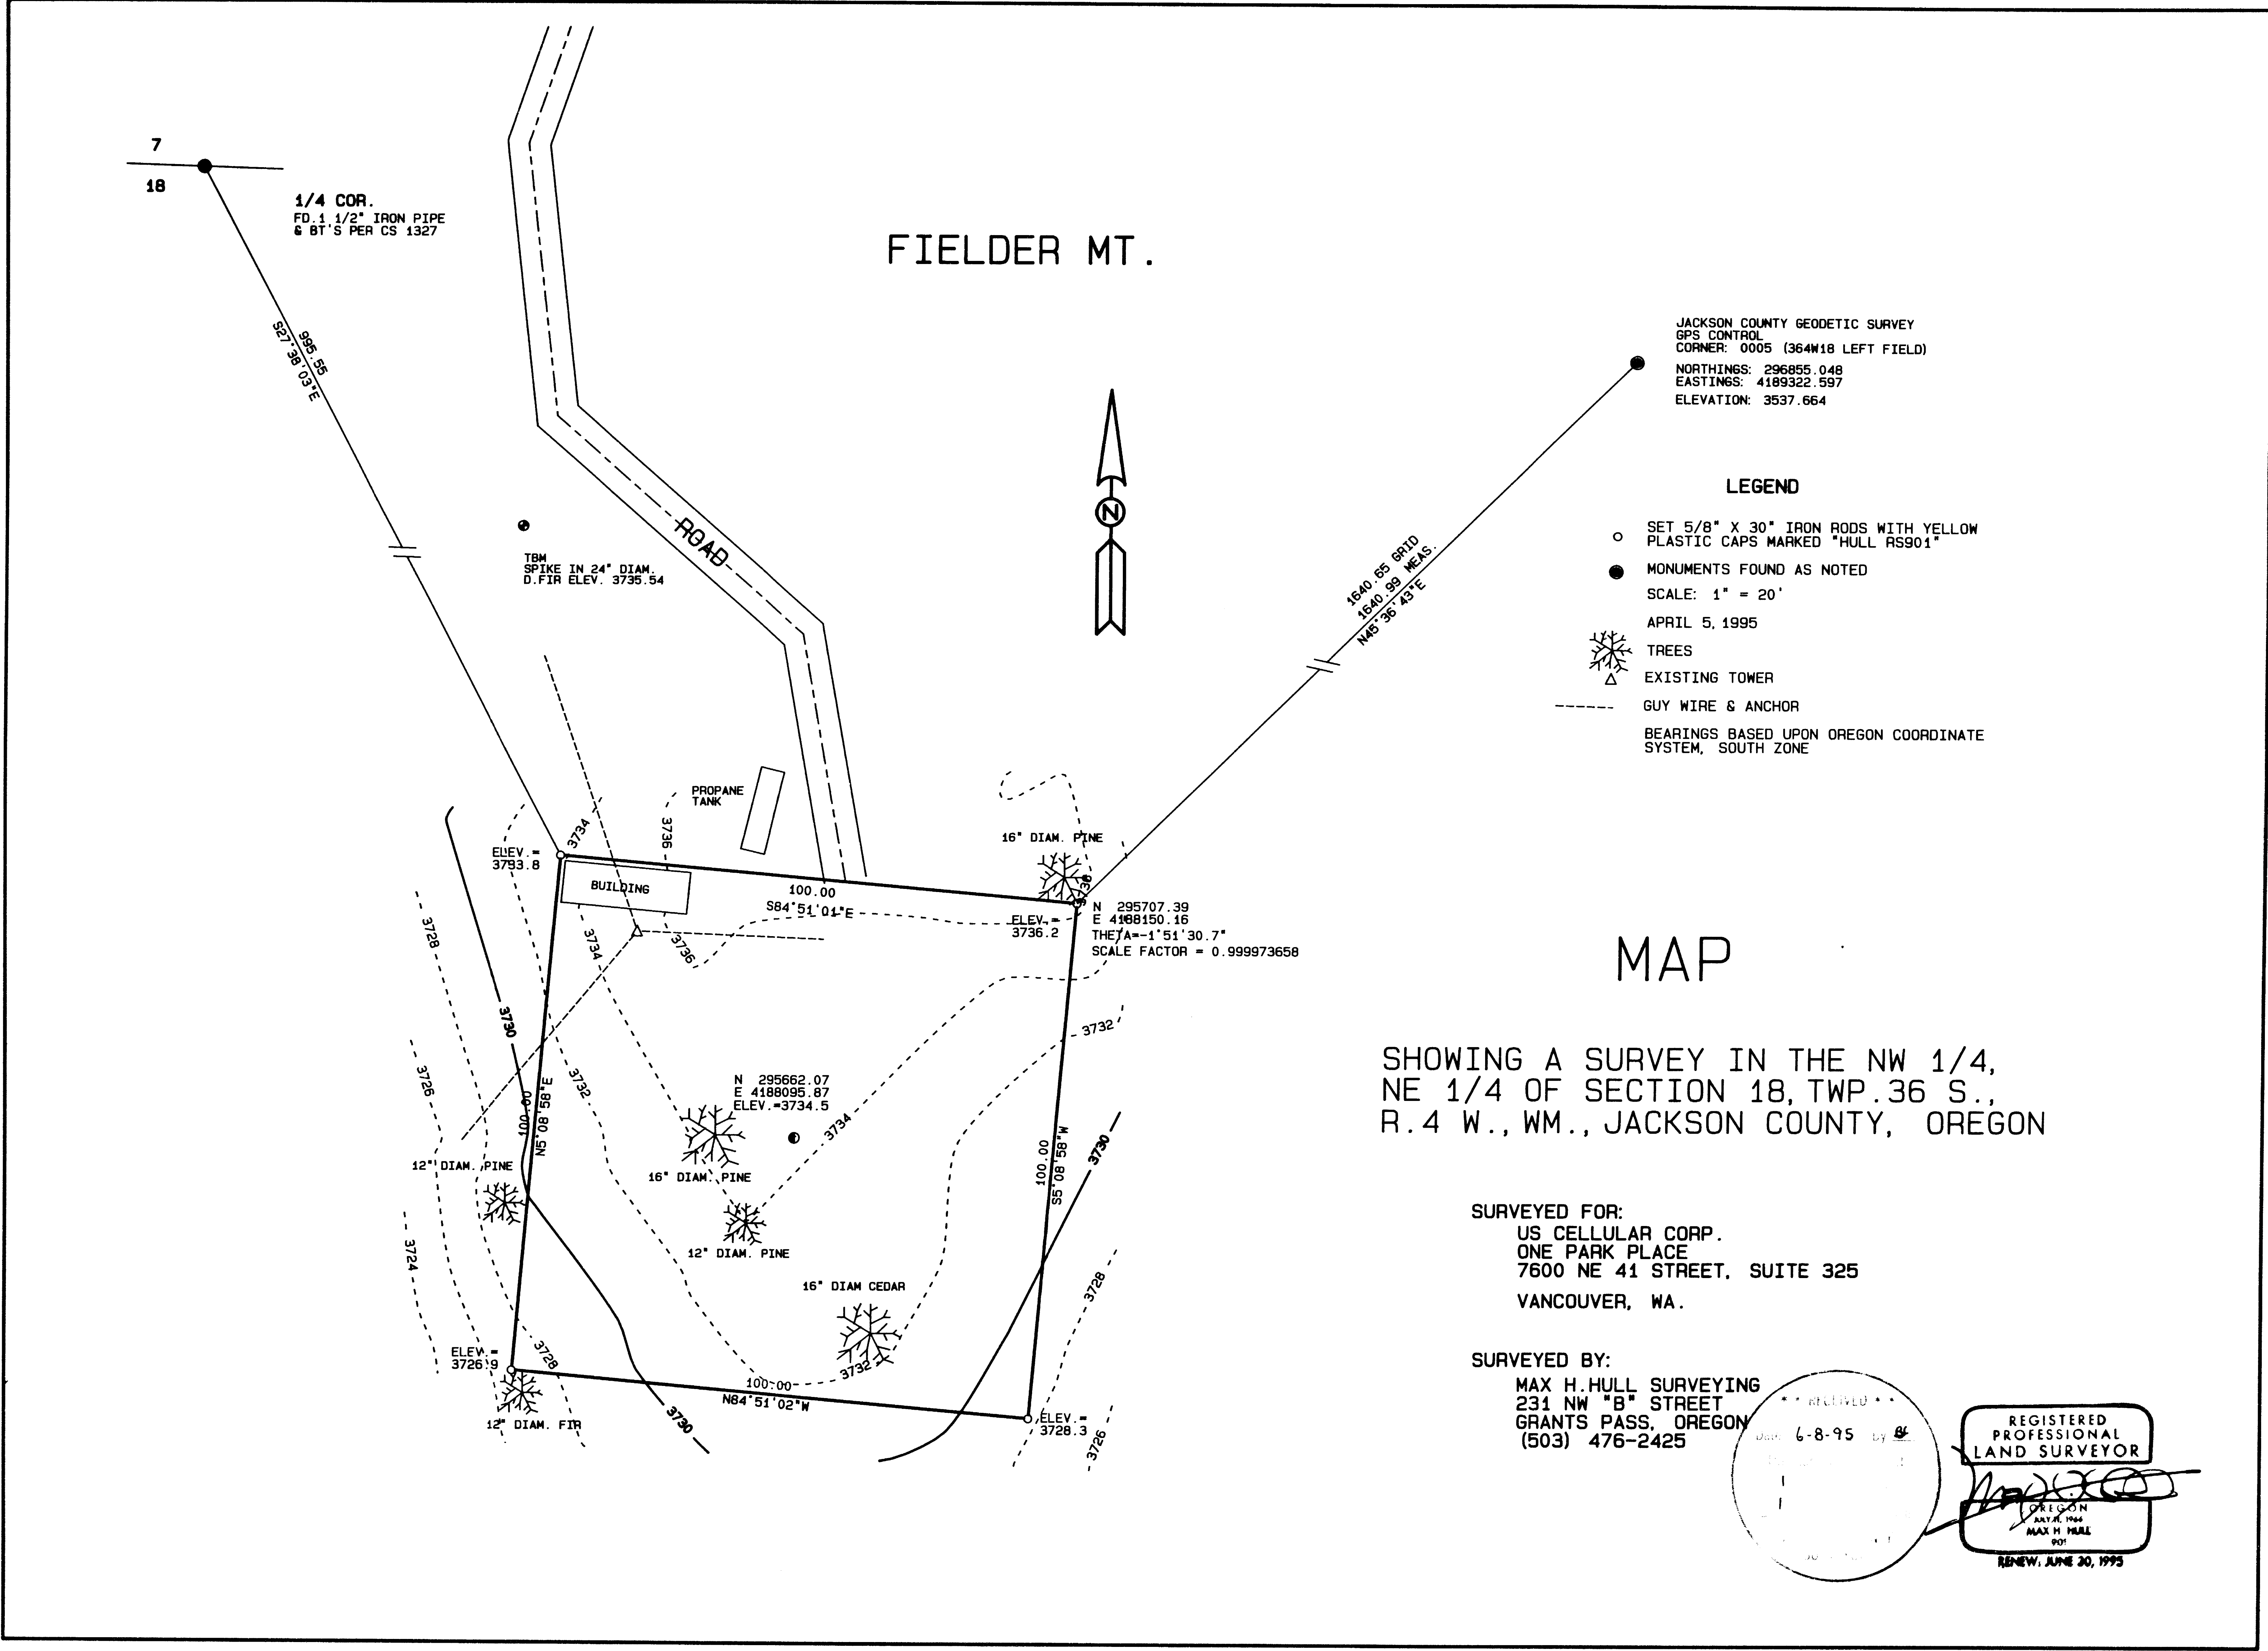 7
18
1/4 COR.
FD.1 1/2" IRON PIPE
& BT'S PER CS 1327
FIELDER MT.
JACKSON COUNTY GEODETIC SURVEY
GPS CONTROL
CORNER: 0005 (364W18 LEFT FIELD)
NORTHINGS: 296855.048
EASTINGS: 4189322.597
ELEVATION: 3537.664
995.55
S27°38'03"E
TBM
SPIKE IN 24" DIAM.
D.FIR ELEV. 3735.54
ROAD
N
1640.65 GRID
1640.99 MEAS.
N45°36'43"E
LEGEND
SET 5/8" X 30" IRON RODS WITH YELLOW
PLASTIC CAPS MARKED "HULL RS901"
MONUMENTS FOUND AS NOTED
SCALE: 1" = 20'
APRIL 5, 1995
TREES
EXISTING TOWER
GUY WIRE & ANCHOR
BEARINGS BASED UPON OREGON COORDINATE
SYSTEM, SOUTH ZONE
PROPANE
TANK
3734
3736
16" DIAM. PINE
ELEV.=
3733.8
BUILDING
100.00
S84°51'01"E
ELEV.=
3736.2
N 295707.39
E 4188150.16
THETA=-1°51'30.7"
SCALE FACTOR = 0.999973658
3728
3734
3736
3730
3732
3726
3732
100.00
N5°08'58"E
N 295662.07
E 4188095.87
ELEV.=3734.5
3734
3730
100.00
S5°08'58"W
12" DIAM. PINE
16" DIAM. PINE
12" DIAM. PINE
3724
16" DIAM CEDAR
3728
ELEV.=
3726.9
3728
3732
100.00
N84°51'02"W
12" DIAM. FIR
3730
ELEV.=
3728.3
3726
MAP
SHOWING A SURVEY IN THE NW 1/4,
NE 1/4 OF SECTION 18, TWP.36 S.,
R.4 W., WM., JACKSON COUNTY, OREGON
SURVEYED FOR:
US CELLULAR CORP.
ONE PARK PLACE
7600 NE 41 STREET, SUITE 325
VANCOUVER, WA.
SURVEYED BY:
MAX H.HULL SURVEYING
231 NW "B" STREET
GRANTS PASS, OREGON
(503) 476-2425
* * RECEIVED * *
Date 6-8-95 By
REGISTERED
PROFESSIONAL
LAND SURVEYOR
OREGON
MAX H HULL
901
RENEW: JUNE 30, 1995